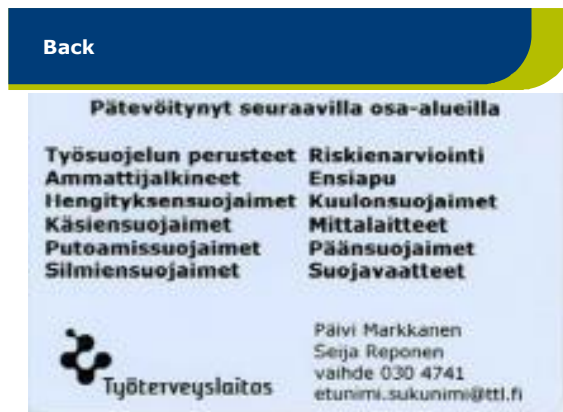 Back
Pätevöitynyt seuraavilla osa-alueilla
Työsuojelun perusteet Riskienarviointi
Ammattijalkineet Ensiapu
Hengityksensuojaimet Kuulonsuojaimet
Käsiensuojaimet Mittalaitteet
Putoamissuojaimet Päänsuojaimet
Silmiensuojaimet Suojavaatteet
Työterveyslaitos
Päivi Markkanen
Seija Reponen
vaihde 030 4741
etunimi.sukunimi@ttl.fi